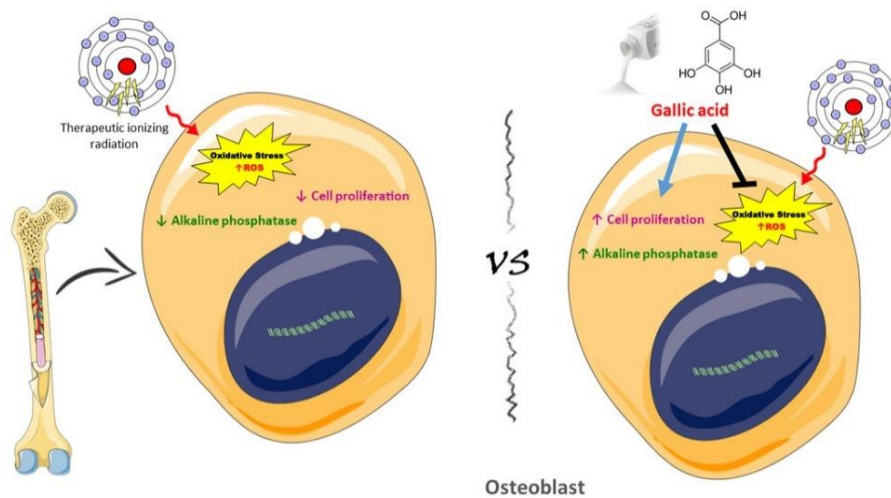 Therapeutic ionizing
radiation
Oxidative Stress
↑ROS
↓ Cell proliferation
↓ Alkaline phosphatase
VS
O
OH
HO
OH
OH
Gallic acid
Oxidative Stress
↑ROS
↑ Cell proliferation
↑ Alkaline phosphatase
Osteoblast